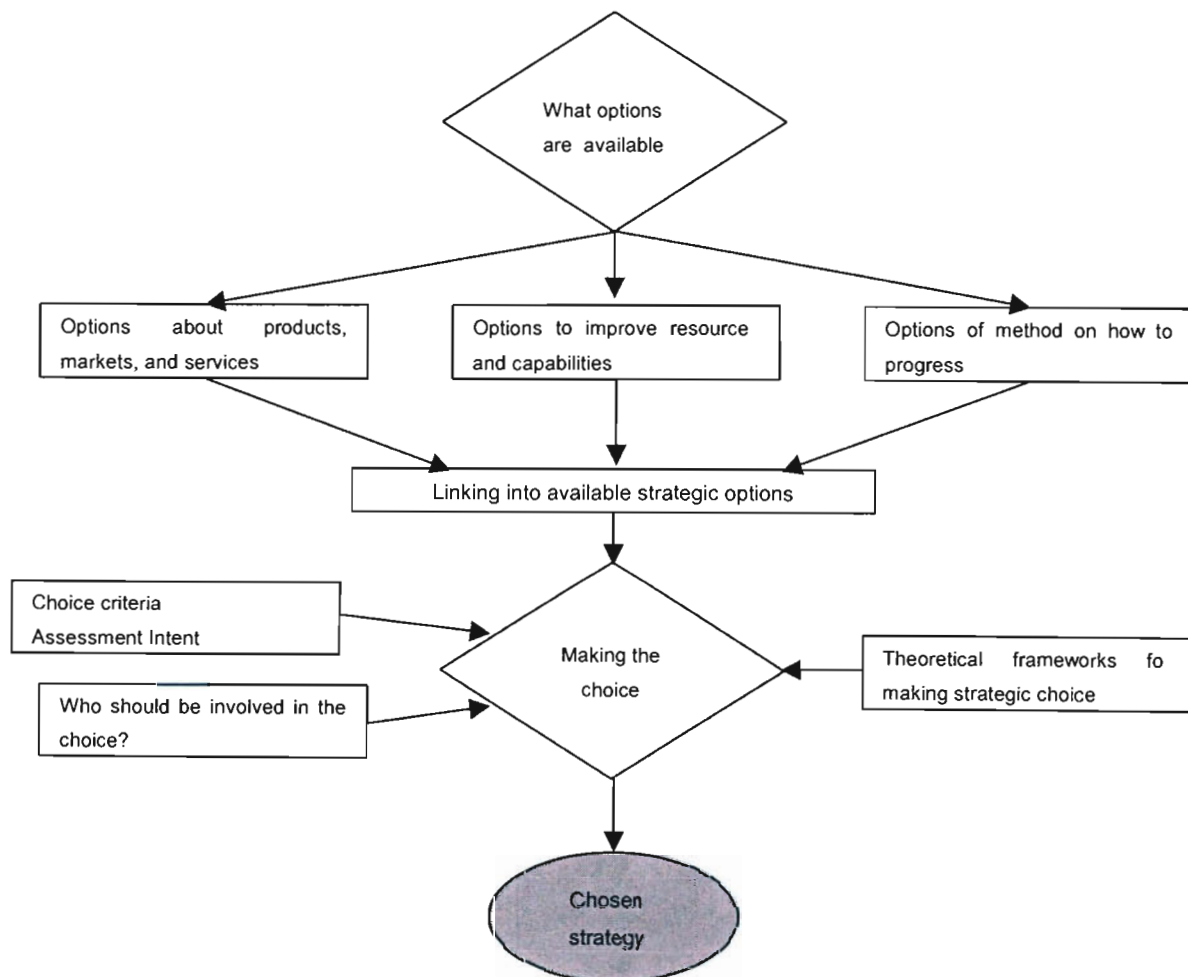 What options
are available
Options about products,
markets, and services
Options to improve resource
and capabilities
Options of method on how to
progress
Linking into available strategic options
Choice criteria
Assessment Intent
Making the
choice
Theoretical frameworks fo
making strategic choice
Who should be involved in the
choice?
Chosen
strategy